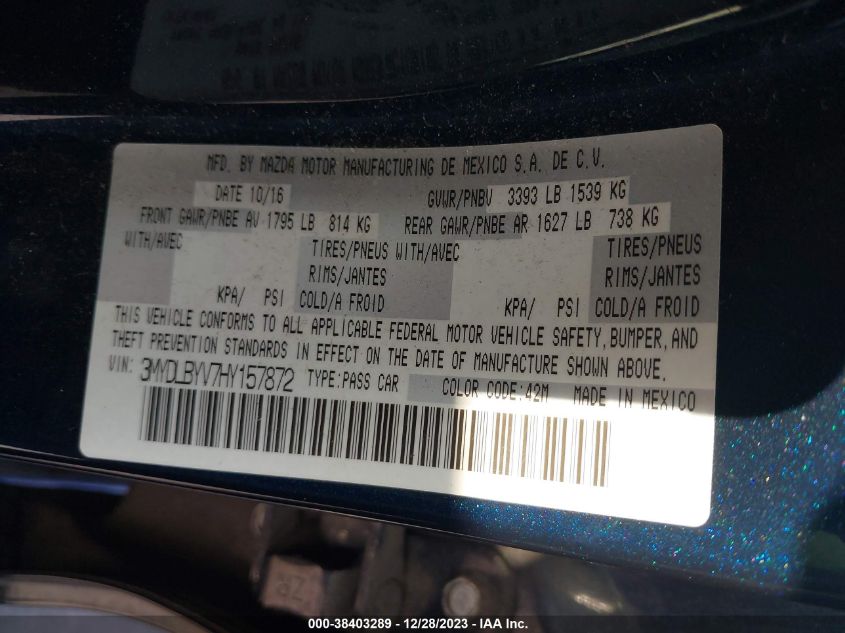 MFD. BY MAZDA MOTOR MANUFACTURING DE MEXICO S.A. DE C.V.
DATE 10/16 GVWR/PNBV 3393 LB 1539 KG
FRONT GAWR/PNBE AV 1795 LB 814 KG REAR GAWR/PNBE AR 1627 LB 738 KG
WITH/AVEC TIRES/PNEUS WITH/AVEC TIRES/PNEUS
RIMS/JANTES RIMS/JANTES
KPA/ PSI COLD/A FROID KPA/ PSI COLD/A FROID
THIS VEHICLE CONFORMS TO ALL APPLICABLE FEDERAL MOTOR VEHICLE SAFETY, BUMPER, AND
THEFT PREVENTION STANDARDS IN EFFECT ON THE DATE OF MANUFACTURE SHOWN ABOVE.
VIN: 3MYDLBYV7HY157872 TYPE:PASS CAR COLOR CODE:42M MADE IN MEXICO
000-38403289 - 12/28/2023 - IAA Inc.